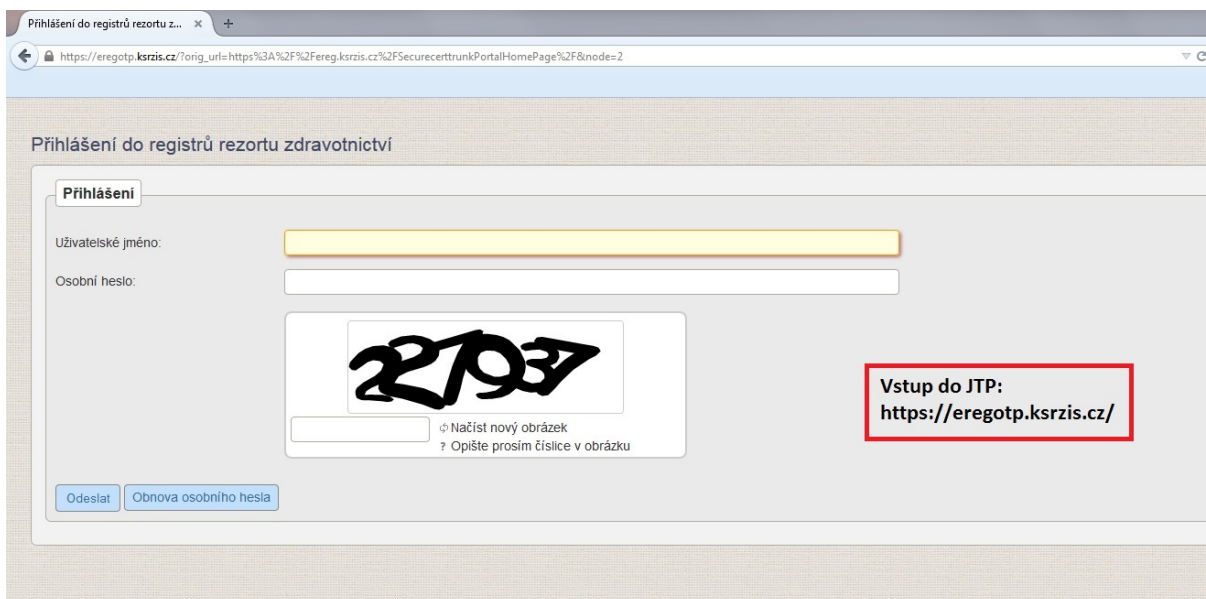 Přihlášení do registrů rezortu z... × +
https://eregotp.ksrzis.cz/?orig_url=https%3A%2F%2Fereg.ksrzis.cz%2FSecurecerttrunkPortalHomePage%2F&node=2
Přihlášení do registrů rezortu zdravotnictví
Přihlášení
Uživatelské jméno:
Osobní heslo:
Načíst nový obrázek
? Opište prosím číslice v obrázku
Vstup do JTP:
https://eregotp.ksrzis.cz/
Odeslat Obnova osobního hesla